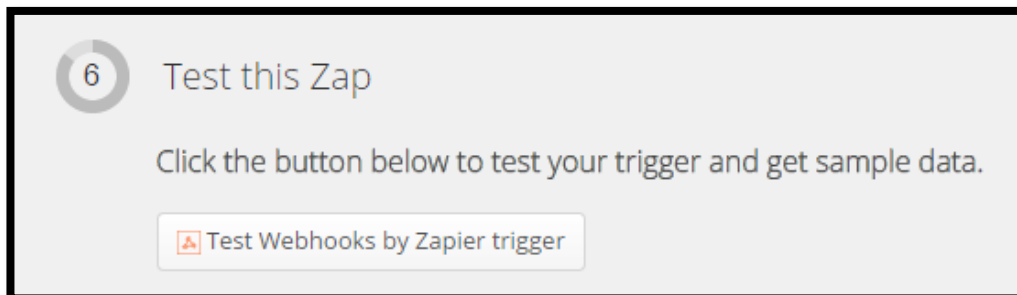 6 Test this Zap
Click the button below to test your trigger and get sample data.
Test Webhooks by Zapier trigger